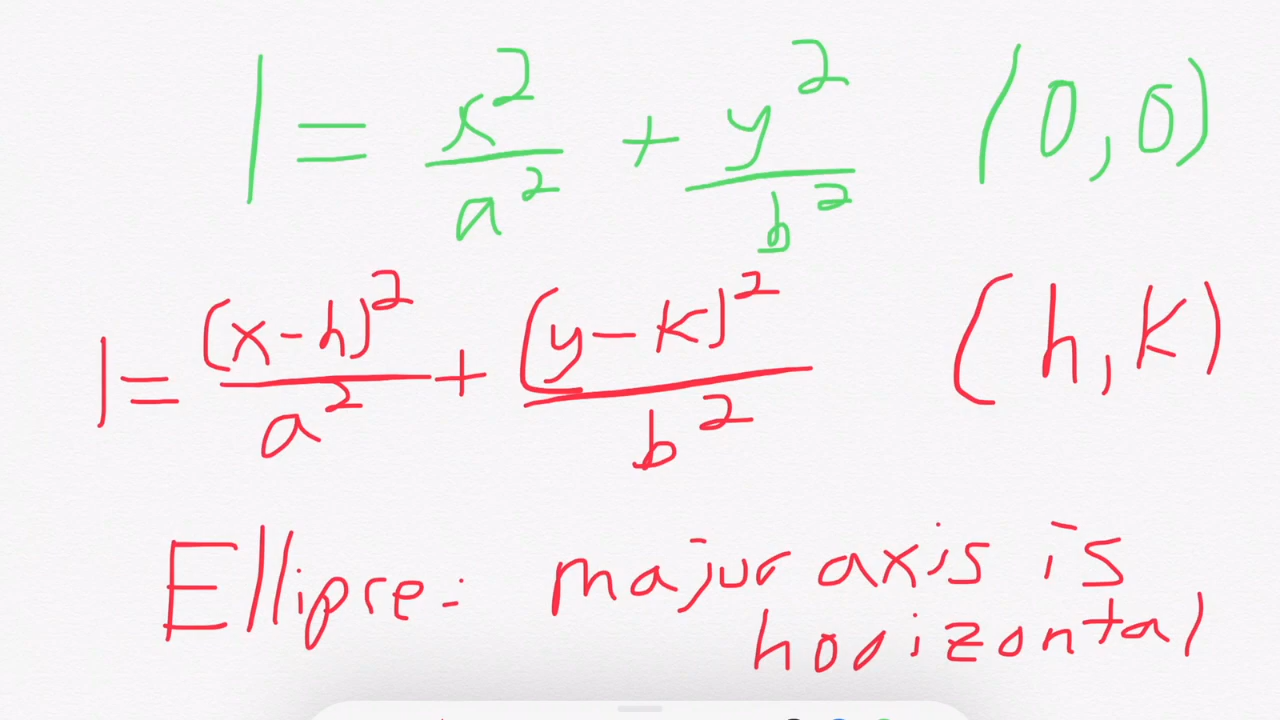 1 = x²/a² + y²/b² (0,0)
1 = (x-h)²/a² + (y-k)²/b² (h,k)
Ellipse: major axis is
horizontal